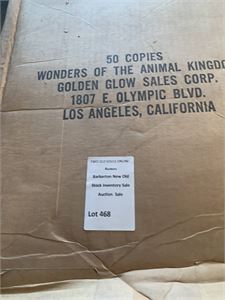 50 COPIES
WONDERS OF THE ANIMAL KINGDO
GOLDEN GLOW SALES CORP.
1807 E. OLYMPIC BLVD.
LOS ANGELES, CALIFORNIA
Barberton New Old
Stock Inventory Sale
Auction Sale
Lot 468